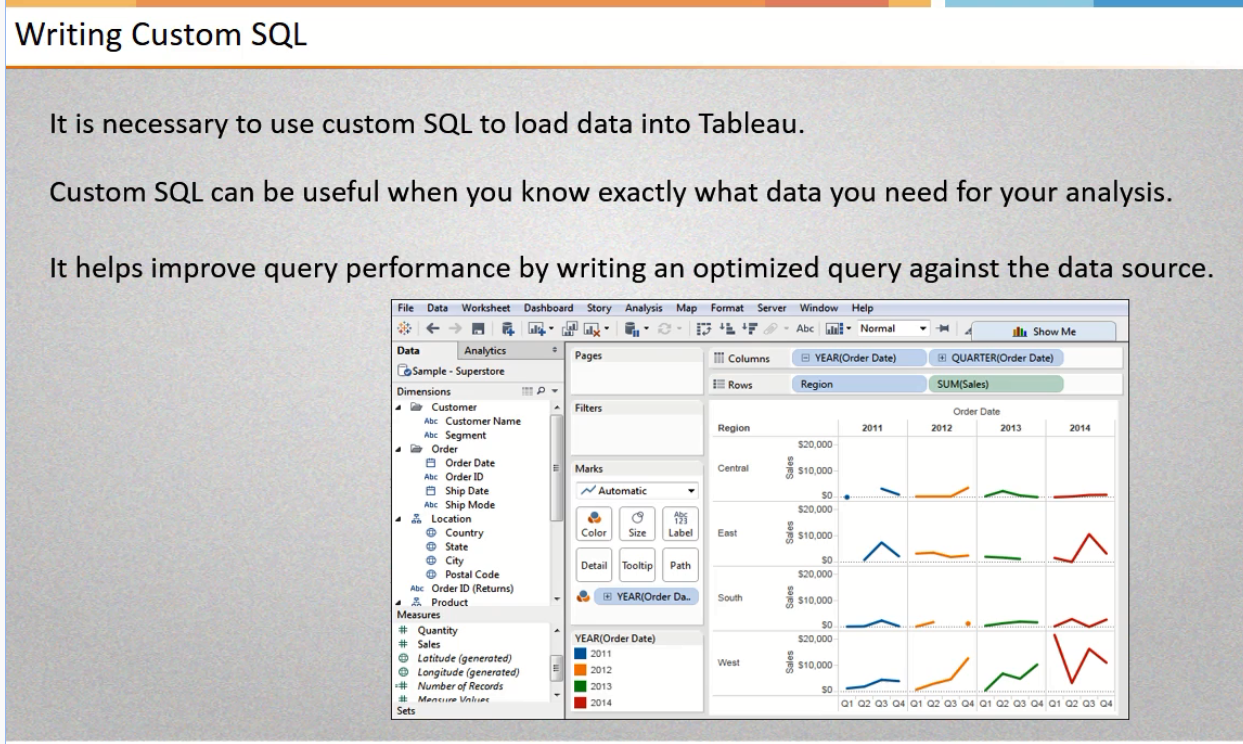 Writing Custom SQL
It is necessary to use custom SQL to load data into Tableau.
Custom SQL can be useful when you know exactly what data you need for your analysis.
It helps improve query performance by writing an optimized query against the data source.
File Data Worksheet Dashboard Story Analysis Map Format Server Window Help
Abc Normal Show Me
Data Analytics
Sample - Superstore
Dimensions
Customer
Abc Customer Name
Abc Segment
Order
Order Date
Abc Order ID
Ship Date
Abc Ship Mode
Location
Country
State
City
Postal Code
Abc Order ID (Returns)
Product
Measures
# Quantity
# Sales
Latitude (generated)
Longitude (generated)
# Number of Records
# Measure Values
Sets
Pages
Filters
Marks
Automatic
Color Size Abc 123 Label
Detail Tooltip Path
YEAR(Order Da..
YEAR(Order Date)
2011
2012
2013
2014
Columns YEAR(Order Date) QUARTER(Order Date)
Rows Region SUM(Sales)
Order Date
Region 2011 2012 2013 2014
Central Sales $20,000 $10,000 $0
East Sales $20,000 $10,000 $0
South Sales $20,000 $10,000 $0
West Sales $20,000 $10,000 $0
Q1 Q2 Q3 Q4 Q1 Q2 Q3 Q4 Q1 Q2 Q3 Q4 Q1 Q2 Q3 Q4